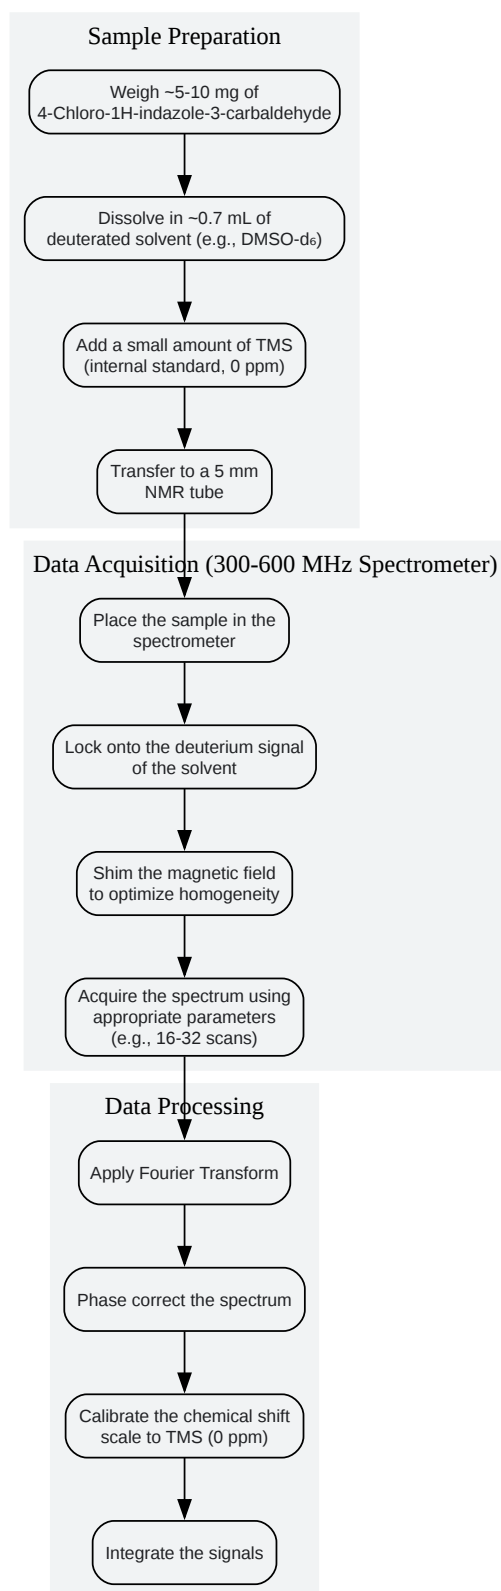 Sample Preparation
Weigh ~5-10 mg of
4-Chloro-1H-indazole-3-carbaldehyde
Dissolve in ~0.7 mL of
deuterated solvent (e.g., DMSO-d₆)
Add a small amount of TMS
(internal standard, 0 ppm)
Transfer to a 5 mm
NMR tube
Data Acquisition (300-600 MHz Spectrometer)
Place the sample in the
spectrometer
Lock onto the deuterium signal
of the solvent
Shim the magnetic field
to optimize homogeneity
Acquire the spectrum using
appropriate parameters
(e.g., 16-32 scans)
Data Processing
Apply Fourier Transform
Phase correct the spectrum
Calibrate the chemical shift
scale to TMS (0 ppm)
Integrate the signals